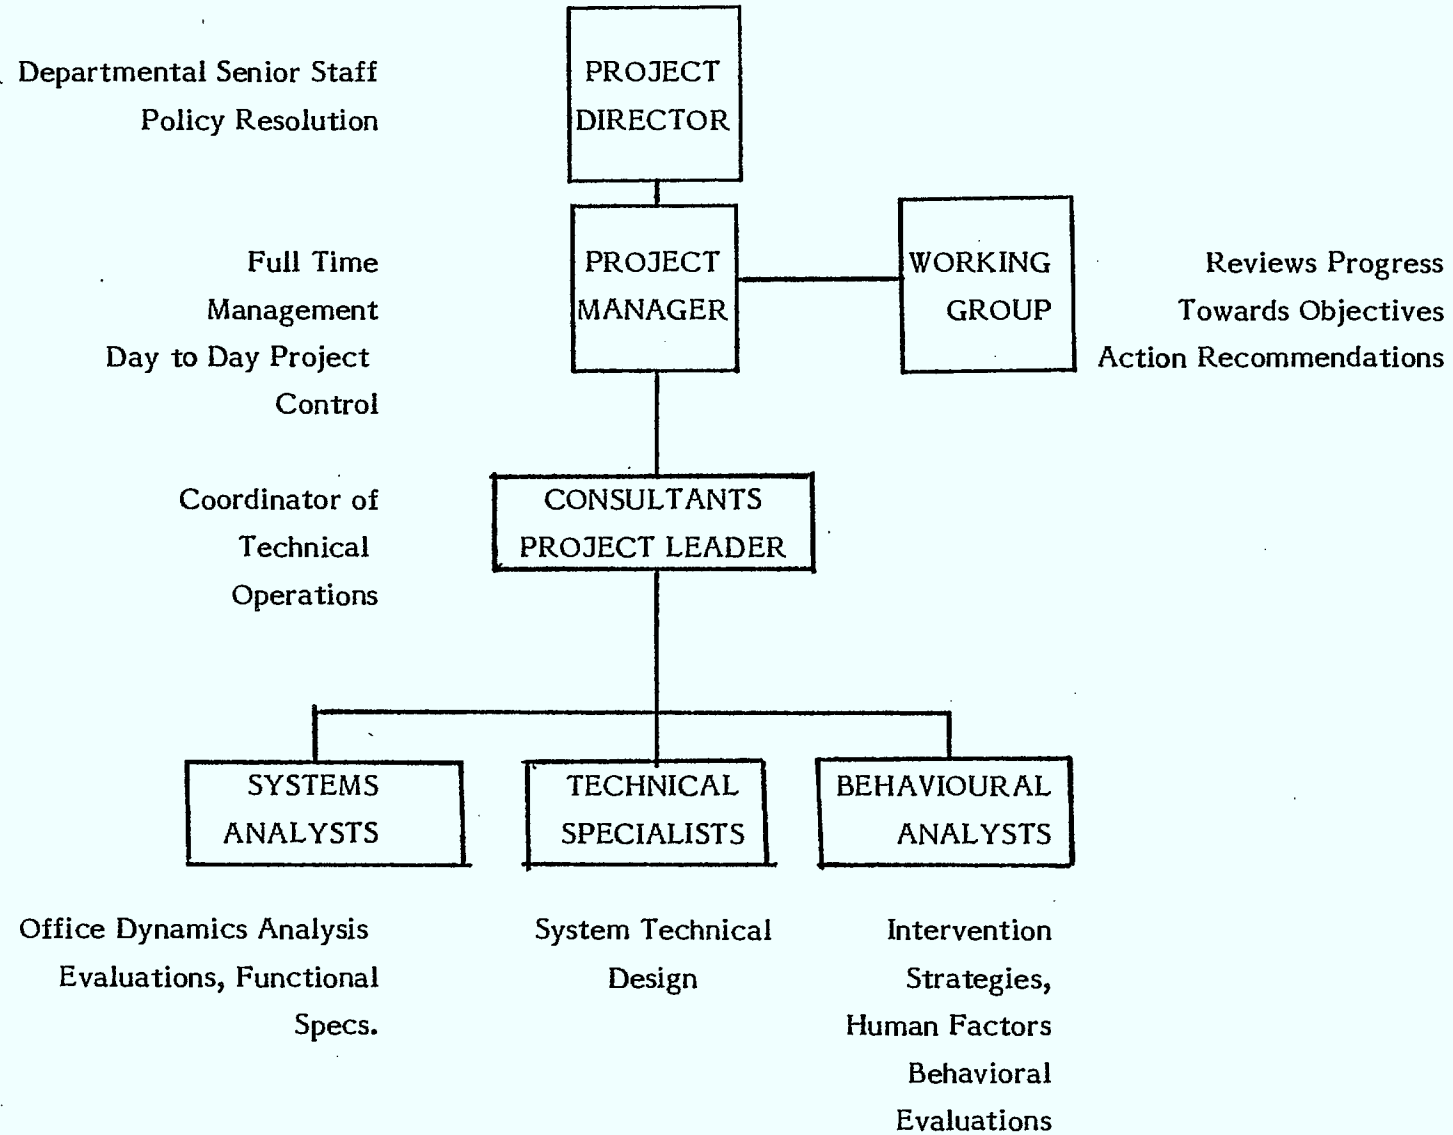 Departmental Senior Staff
Policy Resolution
PROJECT
DIRECTOR
Full Time
Management
Day to Day Project
Control
PROJECT
MANAGER
WORKING
GROUP
Reviews Progress
Towards Objectives
Action Recommendations
Coordinator of
Technical
Operations
CONSULTANTS
PROJECT LEADER
SYSTEMS
ANALYSTS
TECHNICAL
SPECIALISTS
BEHAVIOURAL
ANALYSTS
Office Dynamics Analysis
Evaluations, Functional
Specs.
System Technical
Design
Intervention
Strategies,
Human Factors
Behavioral
Evaluations